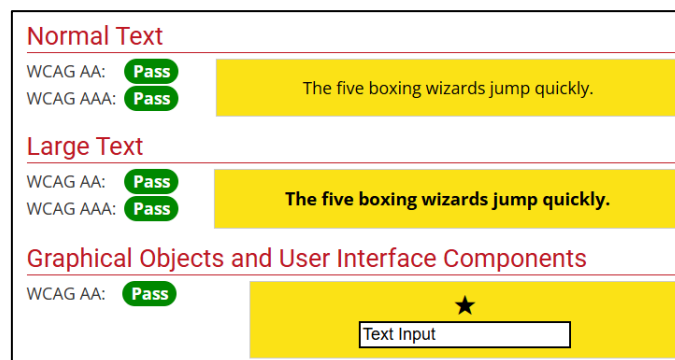 Normal Text
WCAG AA: Pass
The five boxing wizards jump quickly.
WCAG AAA: Pass
Large Text
WCAG AA: Pass
The five boxing wizards jump quickly.
WCAG AAA: Pass
Graphical Objects and User Interface Components
WCAG AA: Pass
Text Input